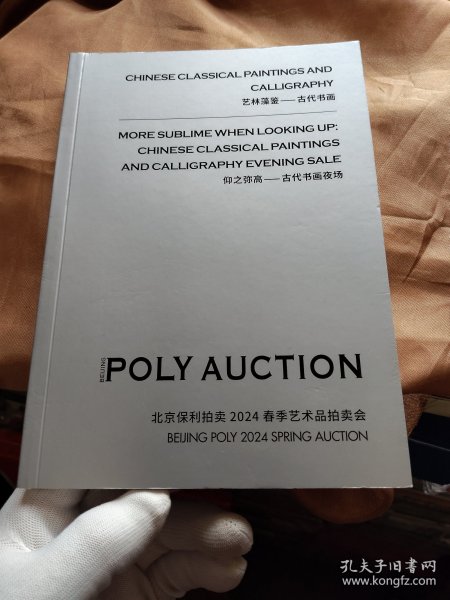 CHINESE CLASSICAL PAINTINGS AND
CALLIGRAPHY
艺林藻鉴——古代书画
MORE SUBLIME WHEN LOOKING UP:
CHINESE CLASSICAL PAINTINGS
AND CALLIGRAPHY EVENING SALE
仰之弥高——古代书画夜场
BEIJING
POLY AUCTION
北京保利拍卖 2024 春季艺术品拍卖会
BEIJING POLY 2024 SPRING AUCTION
孔夫子旧书网
www.kongfz.com